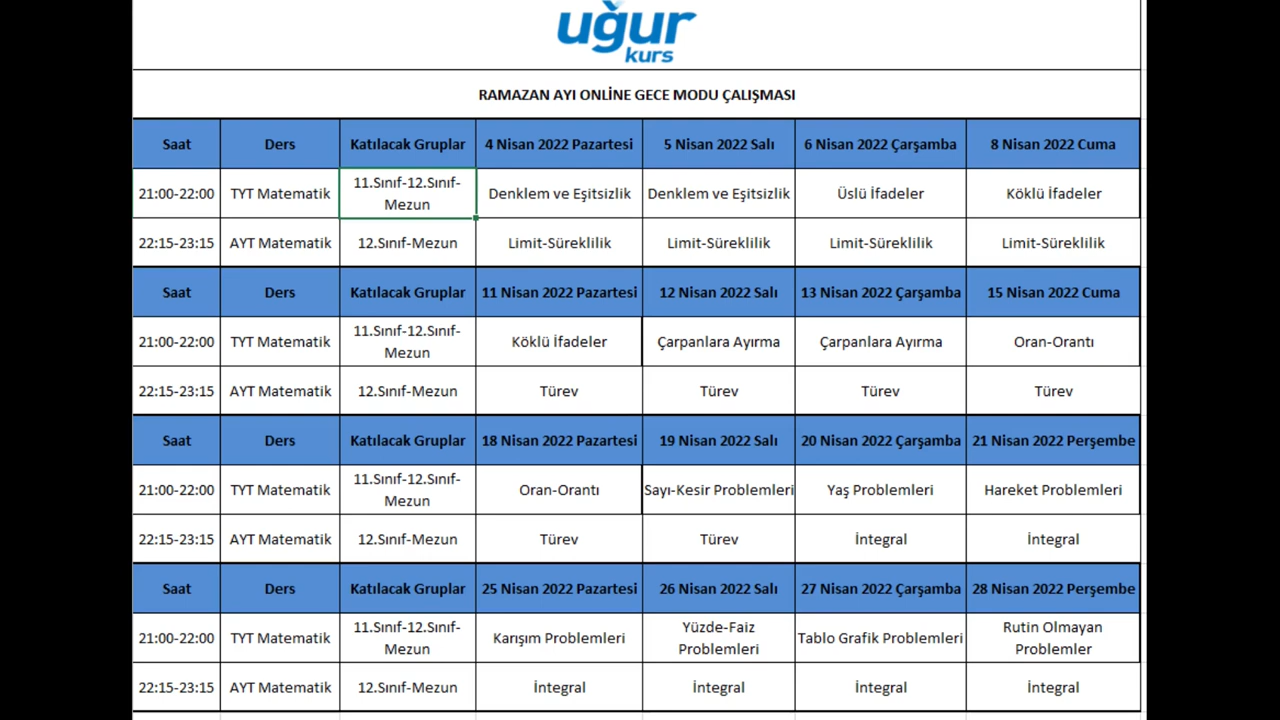 uğur
kurs
RAMAZAN AYI ONLİNE GECE MODU ÇALIŞMASI
Saat Ders Katılacak Gruplar 4 Nisan 2022 Pazartesi 5 Nisan 2022 Salı 6 Nisan 2022 Çarşamba 8 Nisan 2022 Cuma
21:00-22:00 TYT Matematik 11.Sınıf-12.Sınıf-Mezun Denklem ve Eşitsizlik Denklem ve Eşitsizlik Üslü İfadeler Köklü İfadeler
22:15-23:15 AYT Matematik 12.Sınıf-Mezun Limit-Süreklilik Limit-Süreklilik Limit-Süreklilik Limit-Süreklilik
Saat Ders Katılacak Gruplar 11 Nisan 2022 Pazartesi 12 Nisan 2022 Salı 13 Nisan 2022 Çarşamba 15 Nisan 2022 Cuma
21:00-22:00 TYT Matematik 11.Sınıf-12.Sınıf-Mezun Köklü İfadeler Çarpanlara Ayırma Çarpanlara Ayırma Oran-Orantı
22:15-23:15 AYT Matematik 12.Sınıf-Mezun Türev Türev Türev Türev
Saat Ders Katılacak Gruplar 18 Nisan 2022 Pazartesi 19 Nisan 2022 Salı 20 Nisan 2022 Çarşamba 21 Nisan 2022 Perşembe
21:00-22:00 TYT Matematik 11.Sınıf-12.Sınıf-Mezun Oran-Orantı Sayı-Kesir Problemleri Yaş Problemleri Hareket Problemleri
22:15-23:15 AYT Matematik 12.Sınıf-Mezun Türev Türev İntegral İntegral
Saat Ders Katılacak Gruplar 25 Nisan 2022 Pazartesi 26 Nisan 2022 Salı 27 Nisan 2022 Çarşamba 28 Nisan 2022 Perşembe
21:00-22:00 TYT Matematik 11.Sınıf-12.Sınıf-Mezun Karışım Problemleri Yüzde-Faiz Problemleri Tablo Grafik Problemleri Rutin Olmayan Problemler
22:15-23:15 AYT Matematik 12.Sınıf-Mezun İntegral İntegral İntegral İntegral